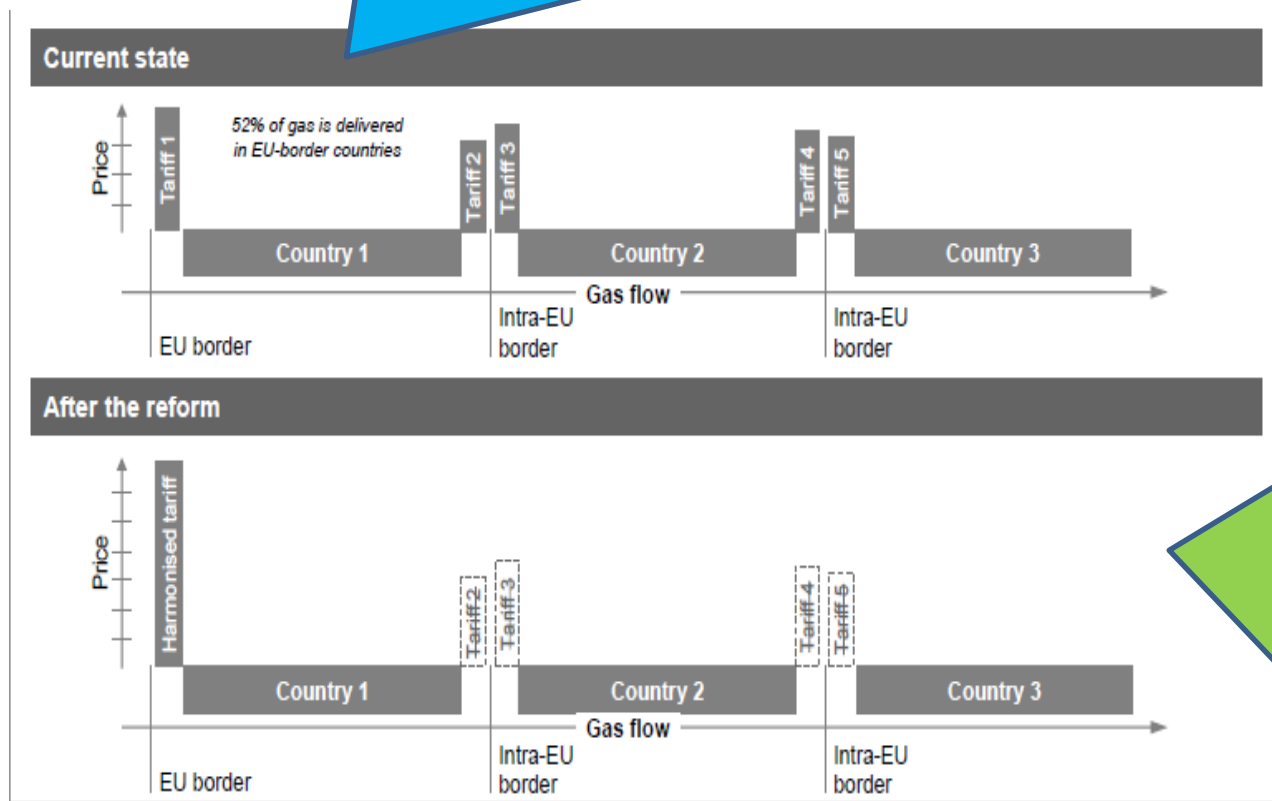 Current state
Price
Tariff 1
52% of gas is delivered
in EU-border countries
Tariff 2
Tariff 3
Tariff 4
Tariff 5
Country 1
Country 2
Country 3
Gas flow
EU border
Intra-EU
border
Intra-EU
border
After the reform
Price
Harmonised tariff
Tariff 2
Tariff 3
Tariff 4
Tariff 5
Country 1
Country 2
Country 3
Gas flow
EU border
Intra-EU
border
Intra-EU
border